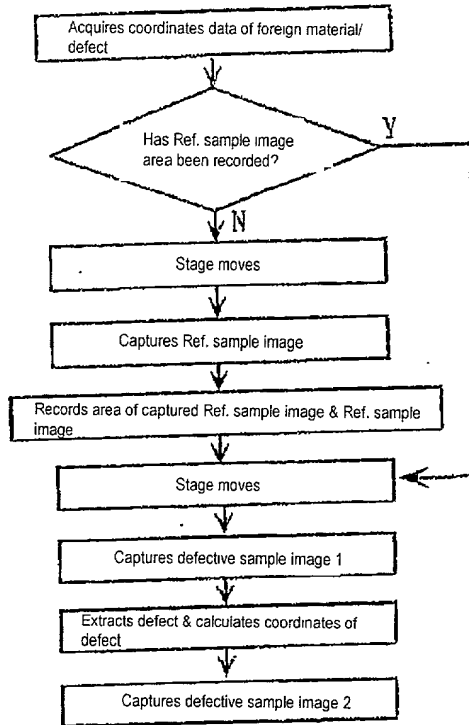 Acquires coordinates data of foreign material/
defect
Has Ref. sample image
area been recorded?
Y
N
Stage moves
Captures Ref. sample image
Records area of captured Ref. sample image & Ref. sample
image
Stage moves
Captures defective sample image 1
Extracts defect & calculates coordinates of
defect
Captures defective sample image 2